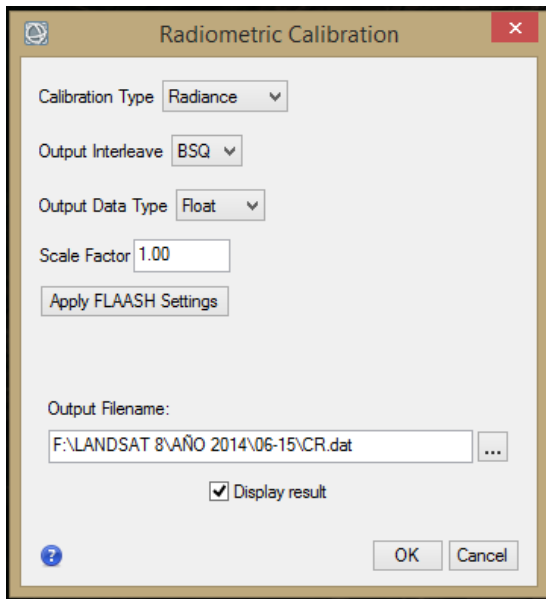 Radiometric Calibration
Calibration Type Radiance
Output Interleave BSQ
Output Data Type Float
Scale Factor 1.00
Apply FLAASH Settings
Output Filename:
F:\LANDSAT 8\AÑO 2014\06-15\CR.dat ...
Display result
? OK Cancel